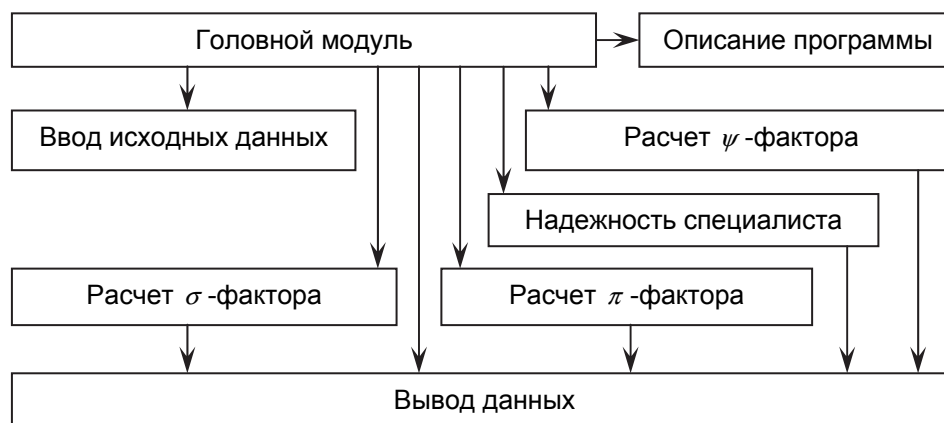 Головной модуль
Описание программы
Ввод исходных данных
Расчет ψ -фактора
Надежность специалиста
Расчет σ -фактора
Расчет π -фактора
Вывод данных